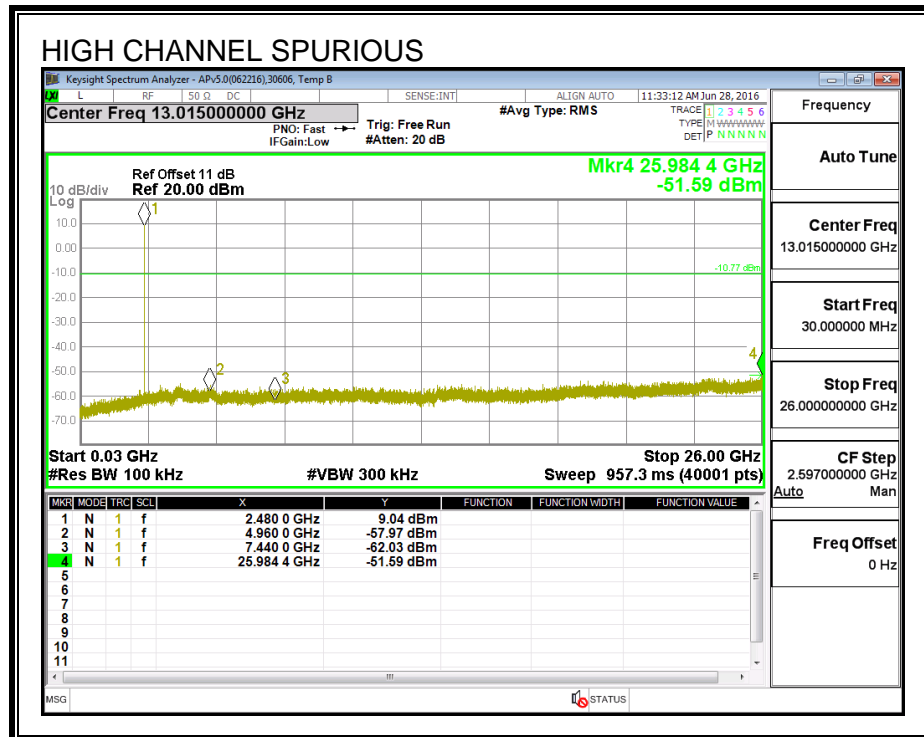 HIGH CHANNEL SPURIOUS
Keysight Spectrum Analyzer - APv5.0(062216),30606, Temp B
LXI L RF 50 Ω DC SENSE:INT ALIGN AUTO 11:33:12 AM Jun 28, 2016
Center Freq 13.015000000 GHz
#Avg Type: RMS
TRACE 1 2 3 4 5 6
PNO: Fast Trig: Free Run
TYPE M WWWWW
IFGain:Low #Atten: 20 dB
DET P N N N N N
Mkr4 25.984 4 GHz
-51.59 dBm
Ref Offset 11 dB
10 dB/div Ref 20.00 dBm
Log
1
10.0
0.00
-10.0
-10.77 dBm
-20.0
-30.0
-40.0
4
-50.0
2
3
-60.0
-70.0
Start 0.03 GHz Stop 26.00 GHz
#Res BW 100 kHz #VBW 300 kHz Sweep 957.3 ms (40001 pts)
MKR MODE TRC SCL X Y FUNCTION FUNCTION WIDTH FUNCTION VALUE
1 N 1 f 2.480 0 GHz 9.04 dBm
2 N 1 f 4.960 0 GHz -57.97 dBm
3 N 1 f 7.440 0 GHz -62.03 dBm
4 N 1 f 25.984 4 GHz -51.59 dBm
5
6
7
8
9
10
11
MSG STATUS
Frequency
Auto Tune
Center Freq
13.015000000 GHz
Start Freq
30.000000 MHz
Stop Freq
26.000000000 GHz
CF Step
2.597000000 GHz
Auto Man
Freq Offset
0 Hz